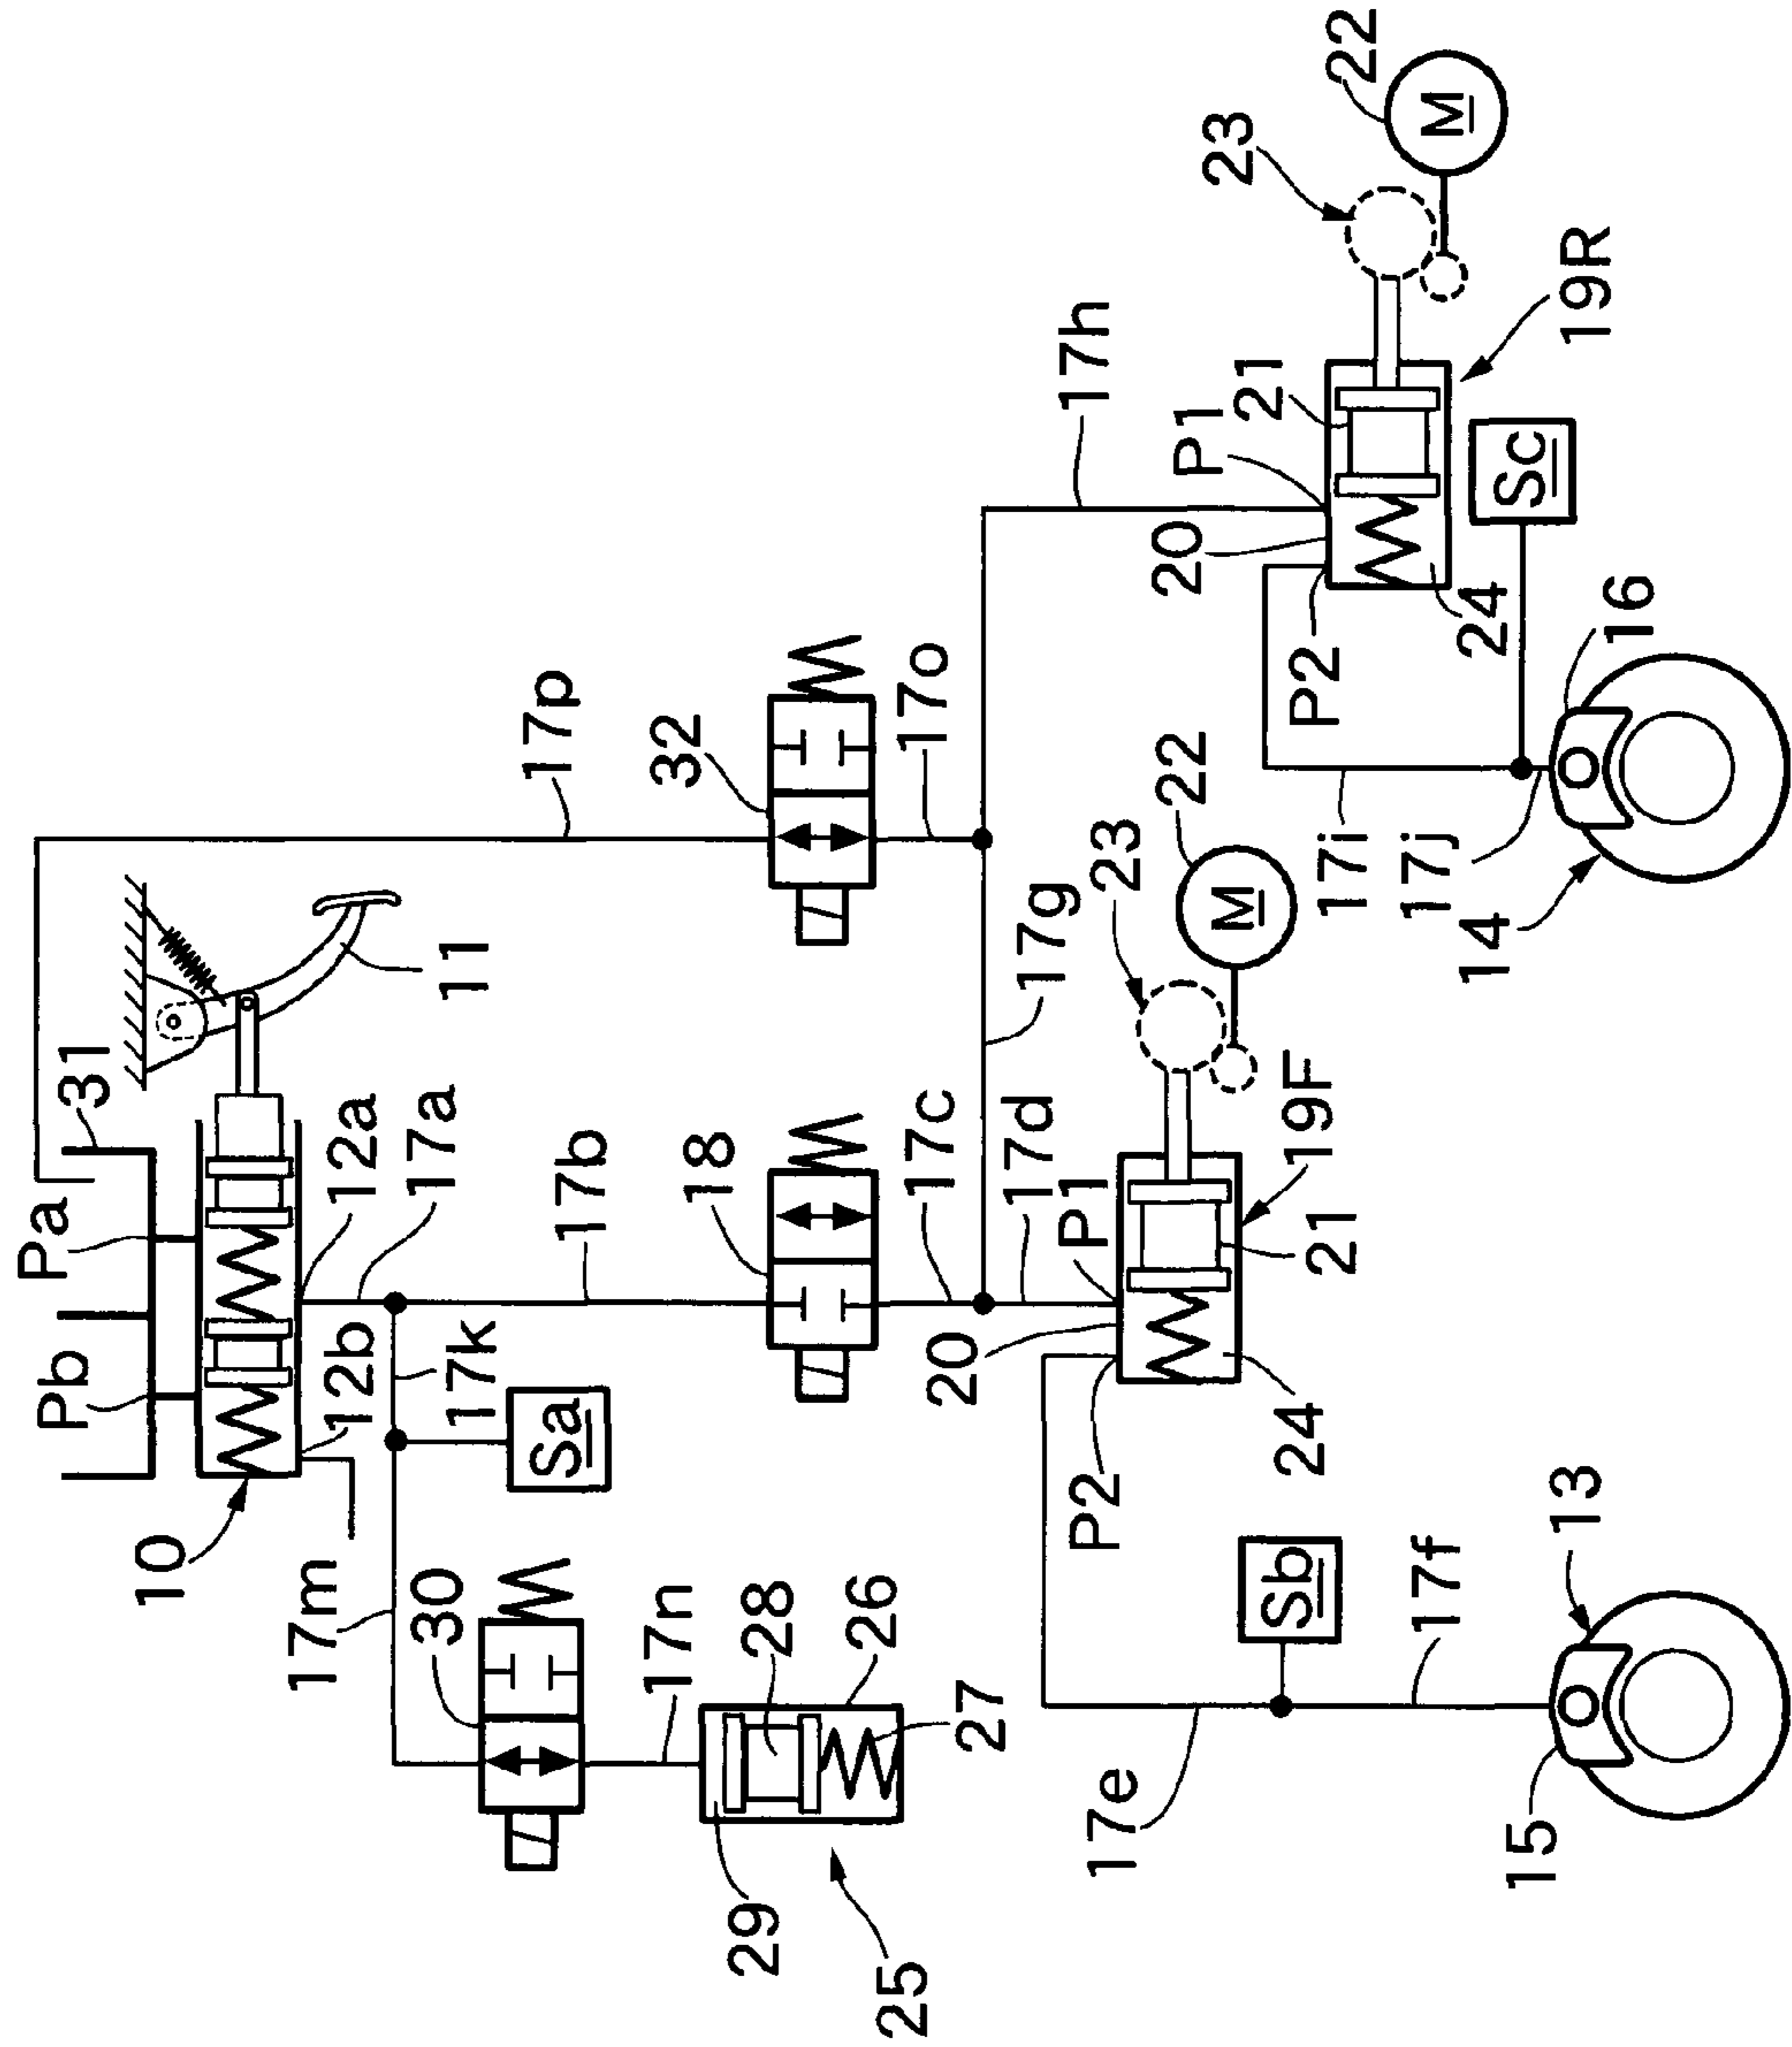 22
M
23
19R
17h
21
P1
Sc
20
24
16
P2
17p
32
17o
22
M
23
17i
17j
14
11
17g
31
12a
17a
17b
18
17c
17d
P1
19F
21
Pa
Pb
12b
17k
Sa
20
24
P2
10
17m
30
17n
28
26
27
Sb
17f
13
17e
15
29
25